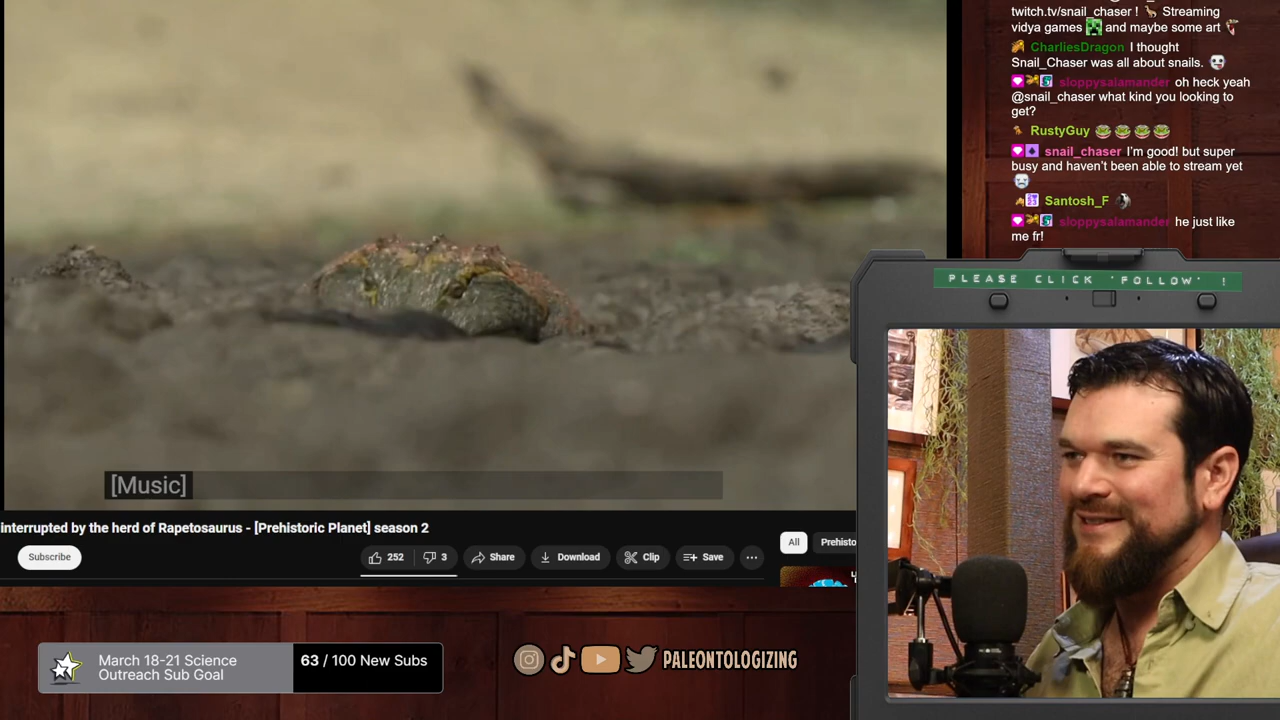 twitch.tv/snail_chaser ! Streaming
vidya games and maybe some art
CharliesDragon I thought
Snail_Chaser was all about snails.
sloppysalamander oh heck yeah
@snail_chaser what kind you looking to
get?
RustyGuy
snail_chaser I'm good! but super
busy and haven't been able to stream yet
Santosh_F
sloppysalamander he just like
me fr!
PLEASE CLICK 'FOLLOW' !
[Music]
interrupted by the herd of Rapetosaurus - [Prehistoric Planet] season 2
Subscribe
252
3
Share
Download
Clip
Save
All
Prehisto
March 18-21 Science
Outreach Sub Goal
63 / 100 New Subs
PALEONTOLOGIZING